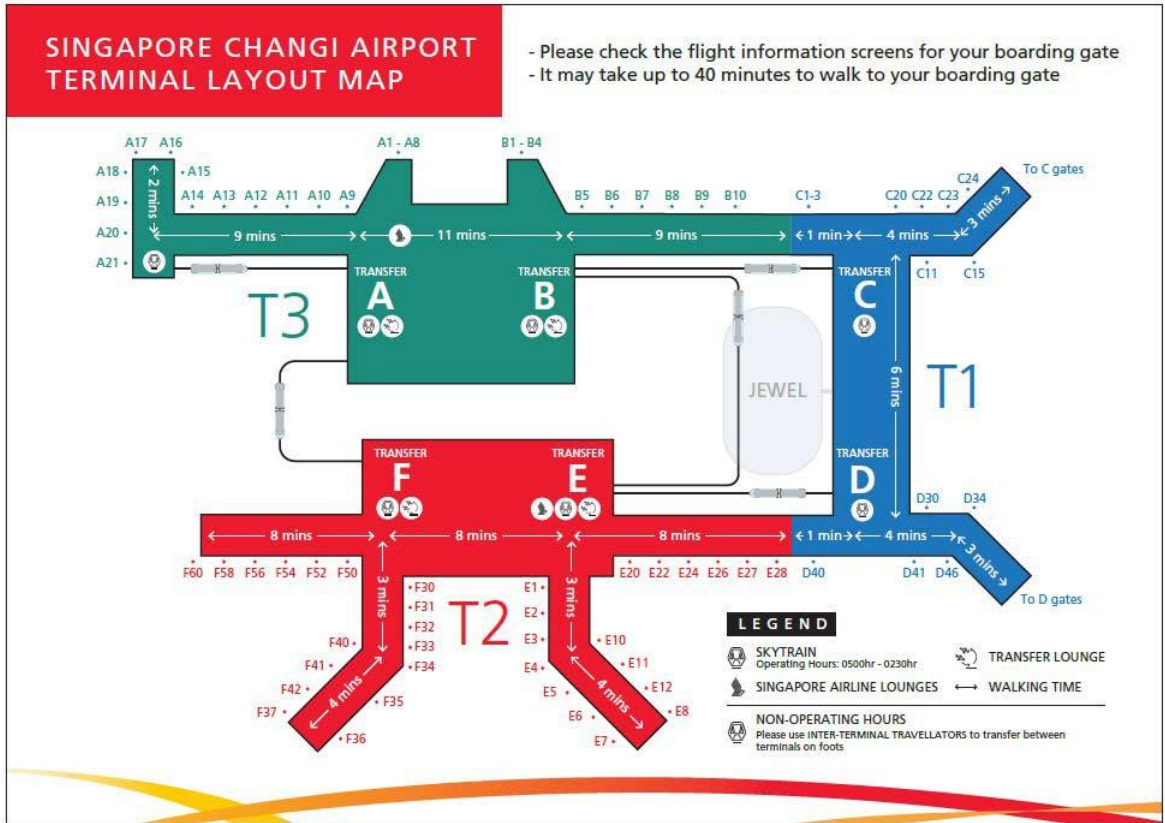 SINGAPORE CHANGI AIRPORT
TERMINAL LAYOUT MAP
- Please check the flight information screens for your boarding gate
- It may take up to 40 minutes to walk to your boarding gate
A17 A16
A1 - A8
B1 - B4
A18
A15
A19
A14 A13 A12 A11 A10 A9
B5 B6 B7 B8 B9 B10
C1-3
C20 C22 C23
C24
To C gates
A20
A21
2 mins
9 mins
11 mins
9 mins
1 min
4 mins
3 mins
C11
C15
T3
TRANSFER
A
TRANSFER
B
TRANSFER
C
JEWEL
6 mins
T1
TRANSFER
F
TRANSFER
E
TRANSFER
D
D30
D34
8 mins
8 mins
8 mins
1 min
4 mins
3 mins
F60 F58 F56 F54 F52 F50
E20 E22 E24 E26 E27 E28
D40
D41 D46
To D gates
3 mins
3 mins
F30
F31
F32
F33
F34
T2
E1
E2
E3
E4
F40
F41
F42
F37
4 mins
F35
F36
E10
E11
E12
E8
4 mins
E5
E6
E7
LEGEND
SKYTRAIN
Operating Hours: 0500hr - 0230hr
TRANSFER LOUNGE
SINGAPORE AIRLINE LOUNGES
WALKING TIME
NON-OPERATING HOURS
Please use INTER-TERMINAL TRAVELLATORS to transfer between
terminals on foots